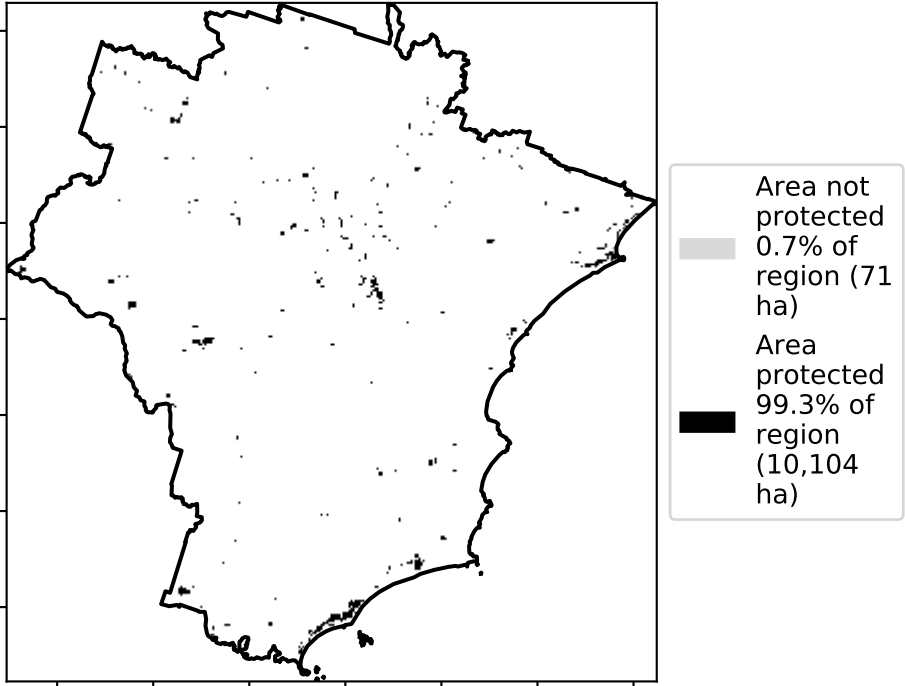 Area not
protected
0.7% of
region (71
ha)
Area
protected
99.3% of
region
(10,104
ha)